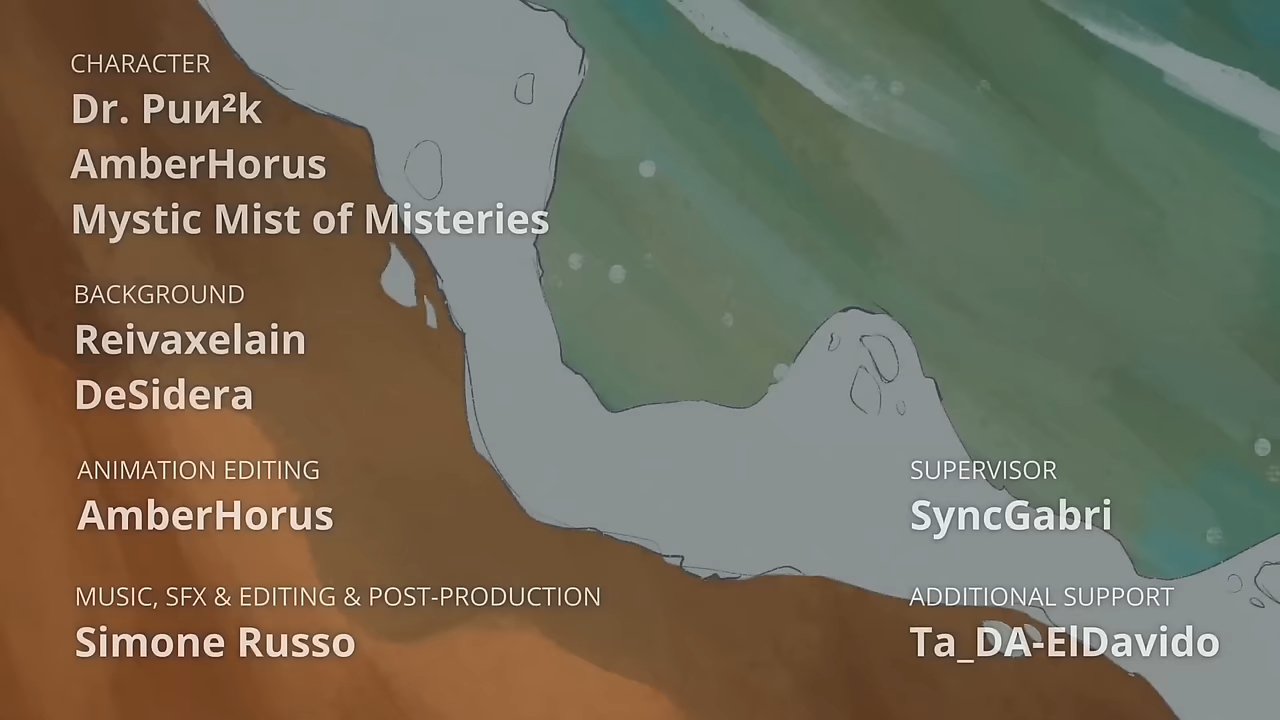 CHARACTER
Dr. Puи²k
AmberHorus
Mystic Mist of Misteries
BACKGROUND
Reivaxelain
DeSidera
ANIMATION EDITING
AmberHorus
MUSIC, SFX & EDITING & POST-PRODUCTION
Simone Russo
SUPERVISOR
SyncGabri
ADDITIONAL SUPPORT
Ta_DA-ElDavido